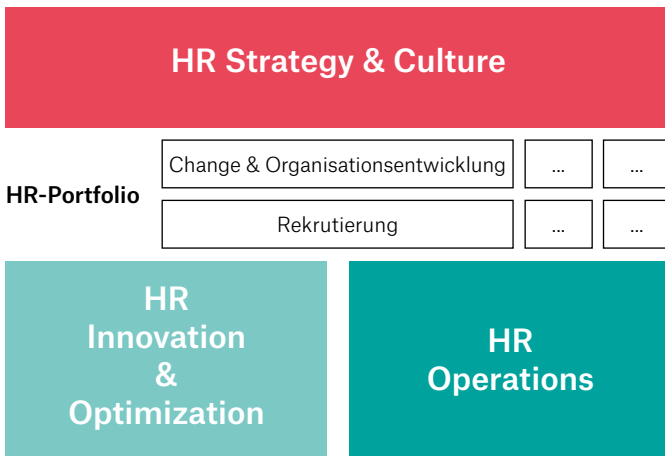 HR Strategy & Culture
Change & Organisationsentwicklung ... ...
HR-Portfolio
Rekrutierung ... ...
HR
Innovation
&
Optimization
HR
Operations